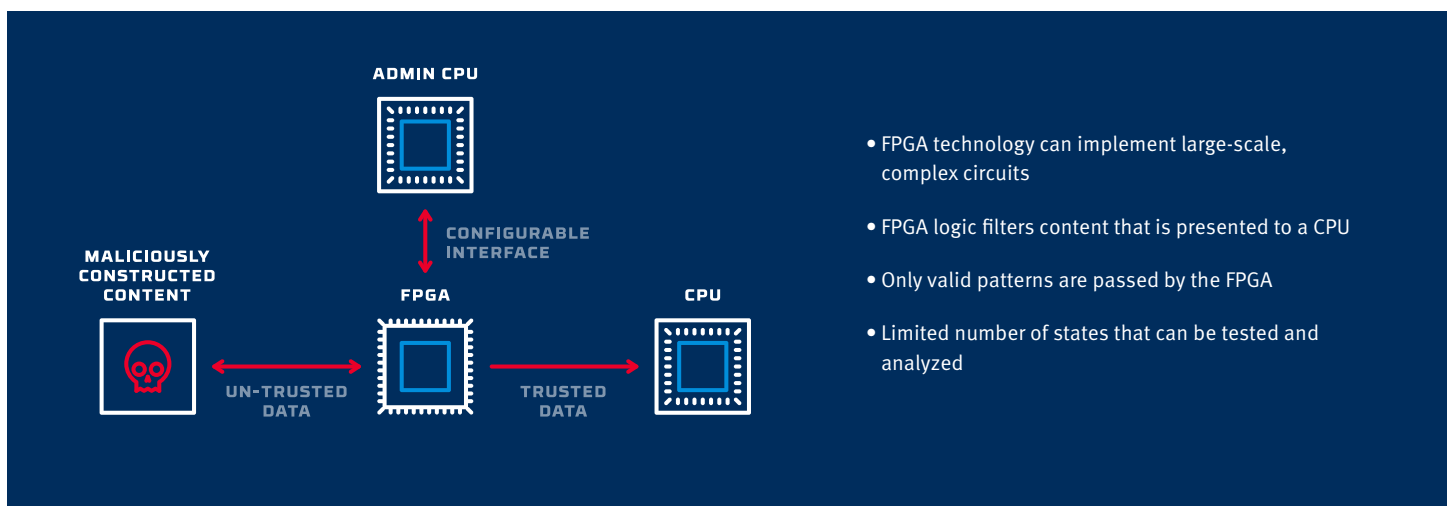 ADMIN CPU
CONFIGURABLE
INTERFACE
MALICIOUSLY
CONSTRUCTED
CONTENT
FPGA
CPU
UN-TRUSTED
DATA
TRUSTED
DATA
• FPGA technology can implement large-scale,
complex circuits
• FPGA logic filters content that is presented to a CPU
• Only valid patterns are passed by the FPGA
• Limited number of states that can be tested and
analyzed